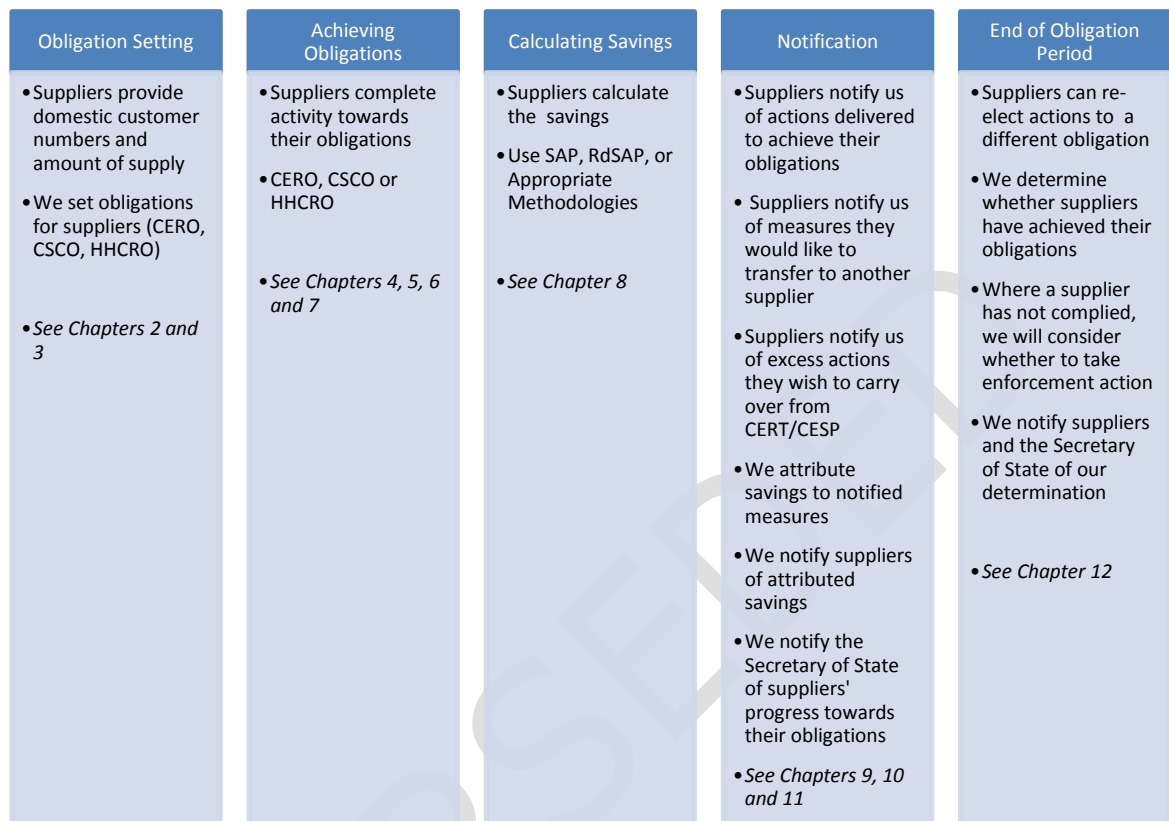 Obligation Setting
•Suppliers provide
domestic customer
numbers and
amount of supply
•We set obligations
for suppliers (CERO,
CSCO, HHCRO)
•See Chapters 2 and
3
Achieving
Obligations
•Suppliers complete
activity towards
their obligations
•CERO, CSCO or
HHCRO
•See Chapters 4, 5, 6
and 7
Calculating Savings
•Suppliers calculate
the savings
•Use SAP, RdSAP, or
Appropriate
Methodologies
•See Chapter 8
Notification
•Suppliers notify us
of actions delivered
to achieve their
obligations
• Suppliers notify us
of measures they
would like to
transfer to another
supplier
•Suppliers notify us
of excess actions
they wish to carry
over from
CERT/CESP
•We attribute
savings to notified
measures
•We notify suppliers
of attributed
savings
•We notify the
Secretary of State
of suppliers'
progress towards
their obligations
•See Chapters 9, 10
and 11
End of Obligation
Period
•Suppliers can re-
elect actions to a
different obligation
•We determine
whether suppliers
have achieved their
obligations
•Where a supplier
has not complied,
we will consider
whether to take
enforcement action
•We notify suppliers
and the Secretary
of State of our
determination
•See Chapter 12